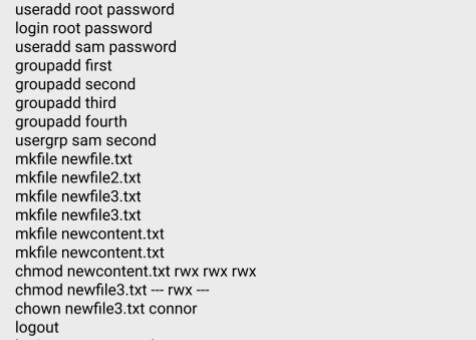 useradd root password
login root password
useradd sam password
groupadd first
groupadd second
groupadd third
groupadd fourth
usergrp sam second
mkfile newfile.txt
mkfile newfile2.txt
mkfile newfile3.txt
mkfile newfile3.txt
mkfile newcontent.txt
mkfile newcontent.txt
chmod newcontent.txt rwx rwx rwx
chmod newfile3.txt --- rwx ---
chown newfile3.txt connor
logout